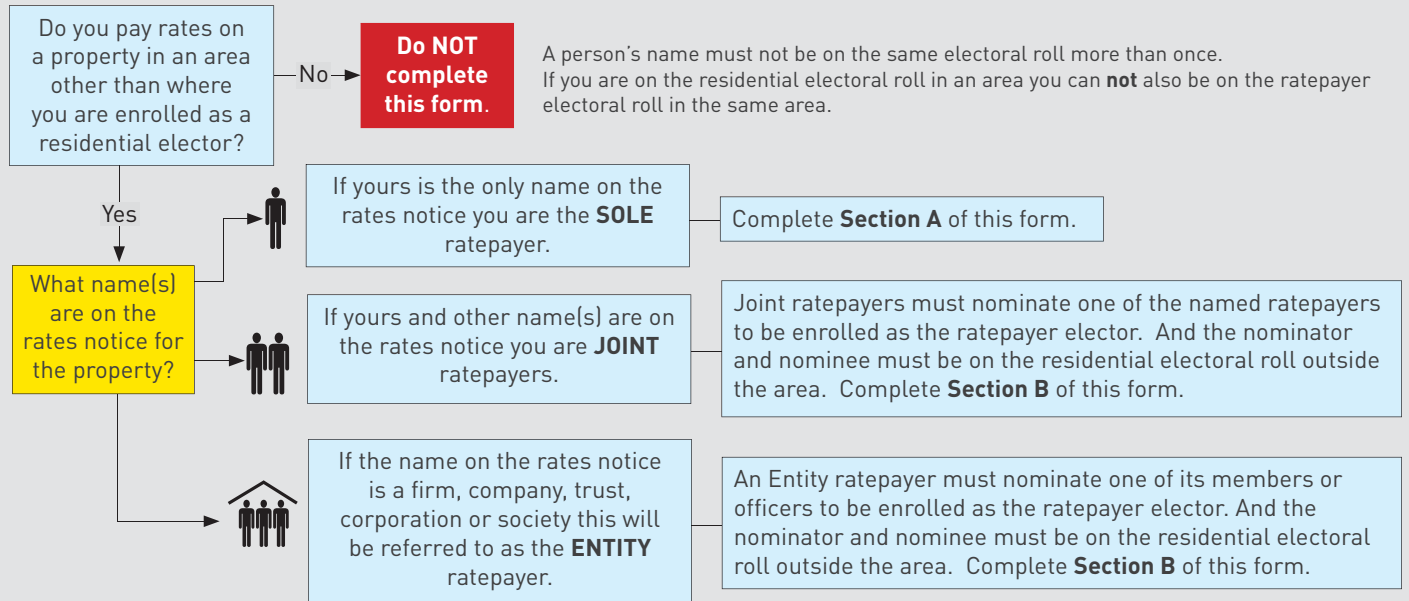 Do you pay rates on
a property in an area
other than where
you are enrolled as a
residential elector?
No
Do NOT
complete
this form.
A person's name must not be on the same electoral roll more than once.
If you are on the residential electoral roll in an area you can not also be on the ratepayer
electoral roll in the same area.
Yes
What name(s)
are on the
rates notice for
the property?
If yours is the only name on the
rates notice you are the SOLE
ratepayer.
Complete Section A of this form.
If yours and other name(s) are on
the rates notice you are JOINT
ratepayers.
Joint ratepayers must nominate one of the named ratepayers
to be enrolled as the ratepayer elector. And the nominator
and nominee must be on the residential electoral roll outside
the area. Complete Section B of this form.
If the name on the rates notice
is a firm, company, trust,
corporation or society this will
be referred to as the ENTITY
ratepayer.
An Entity ratepayer must nominate one of its members or
officers to be enrolled as the ratepayer elector. And the
nominator and nominee must be on the residential electoral
roll outside the area. Complete Section B of this form.